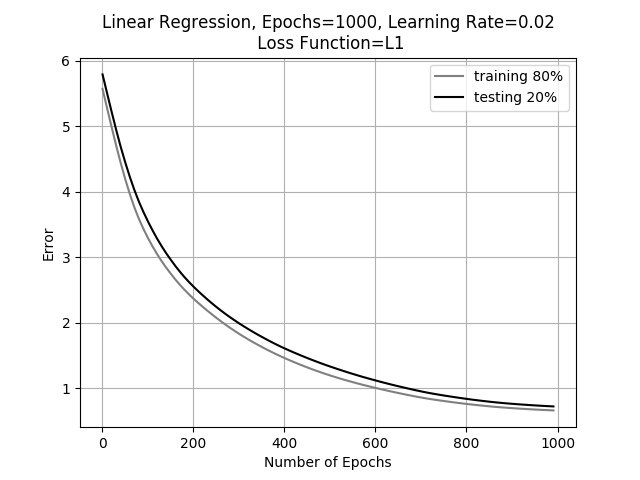 Linear Regression, Epochs=1000, Learning Rate=0.02
Loss Function=L1
training 80%
testing 20%
6
5
4
3
2
1
Error
0 200 400 600 800 1000
Number of Epochs